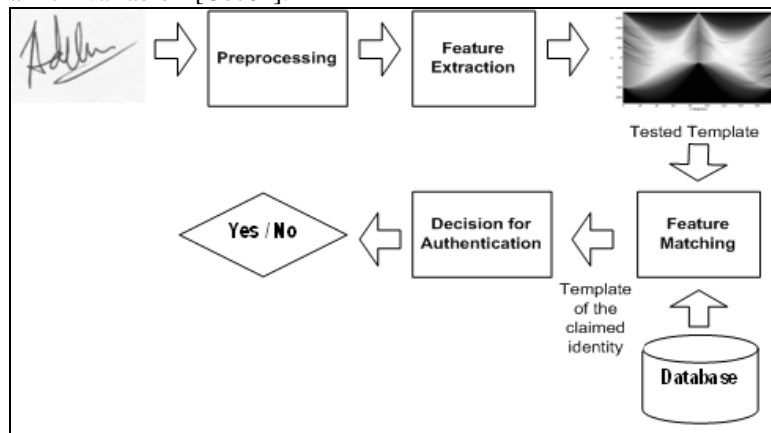 Preprocessing
Feature
Extraction
Tested Template
Yes / No
Decision for
Authentication
Feature
Matching
Template
of the
claimed
identity
Database